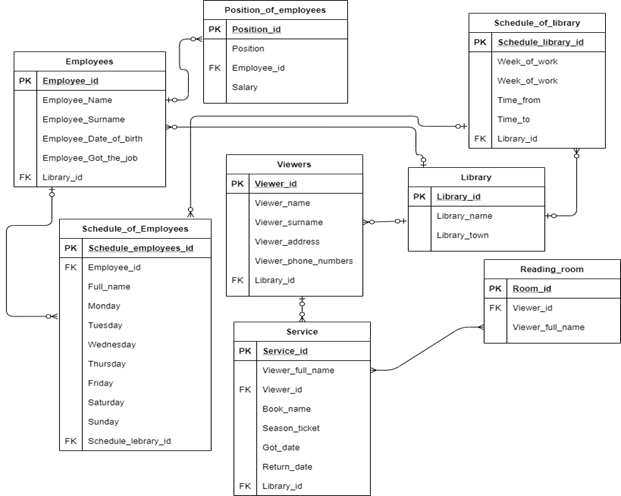 Position_of_employees
PK Position_id
Position
FK Employee_id
Salary
Schedule_of_library
PK Schedule_library_id
Week_of_work
Week_of_work
Time_from
Time_to
FK Library_id
Employees
PK Employee_id
Employee_Name
Employee_Surname
Employee_Date_of_birth
Employee_Got_the_job
FK Library_id
Viewers
PK Viewer_id
Viewer_name
Viewer_surname
Viewer_address
Viewer_phone_numbers
FK Library_id
Library
PK Library_id
Library_name
Library_town
Schedule_of_Employees
PK Schedule_employees_id
FK Employee_id
Full_name
Monday
Tuesday
Wednesday
Thursday
Friday
Saturday
Sunday
FK Schedule_lebrary_id
Reading_room
PK Room_id
FK Viewer_id
Viewer_full_name
Service
PK Service_id
Viewer_full_name
FK Viewer_id
Book_name
Season_ticket
Got_date
Return_date
FK Library_id